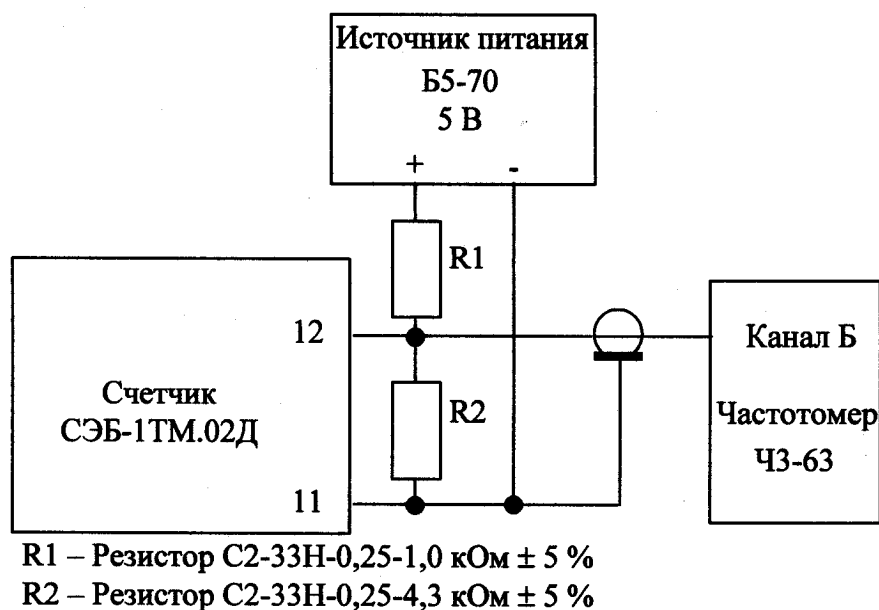 Источник питания
Б5-70
5 В
+ -
R1
12
Канал Б
Счетчик
СЭБ-1ТМ.02Д
R2
Частотомер
Ч3-63
11
R1 – Резистор С2-33Н-0,25-1,0 кОм ± 5 %
R2 – Резистор С2-33Н-0,25-4,3 кОм ± 5 %